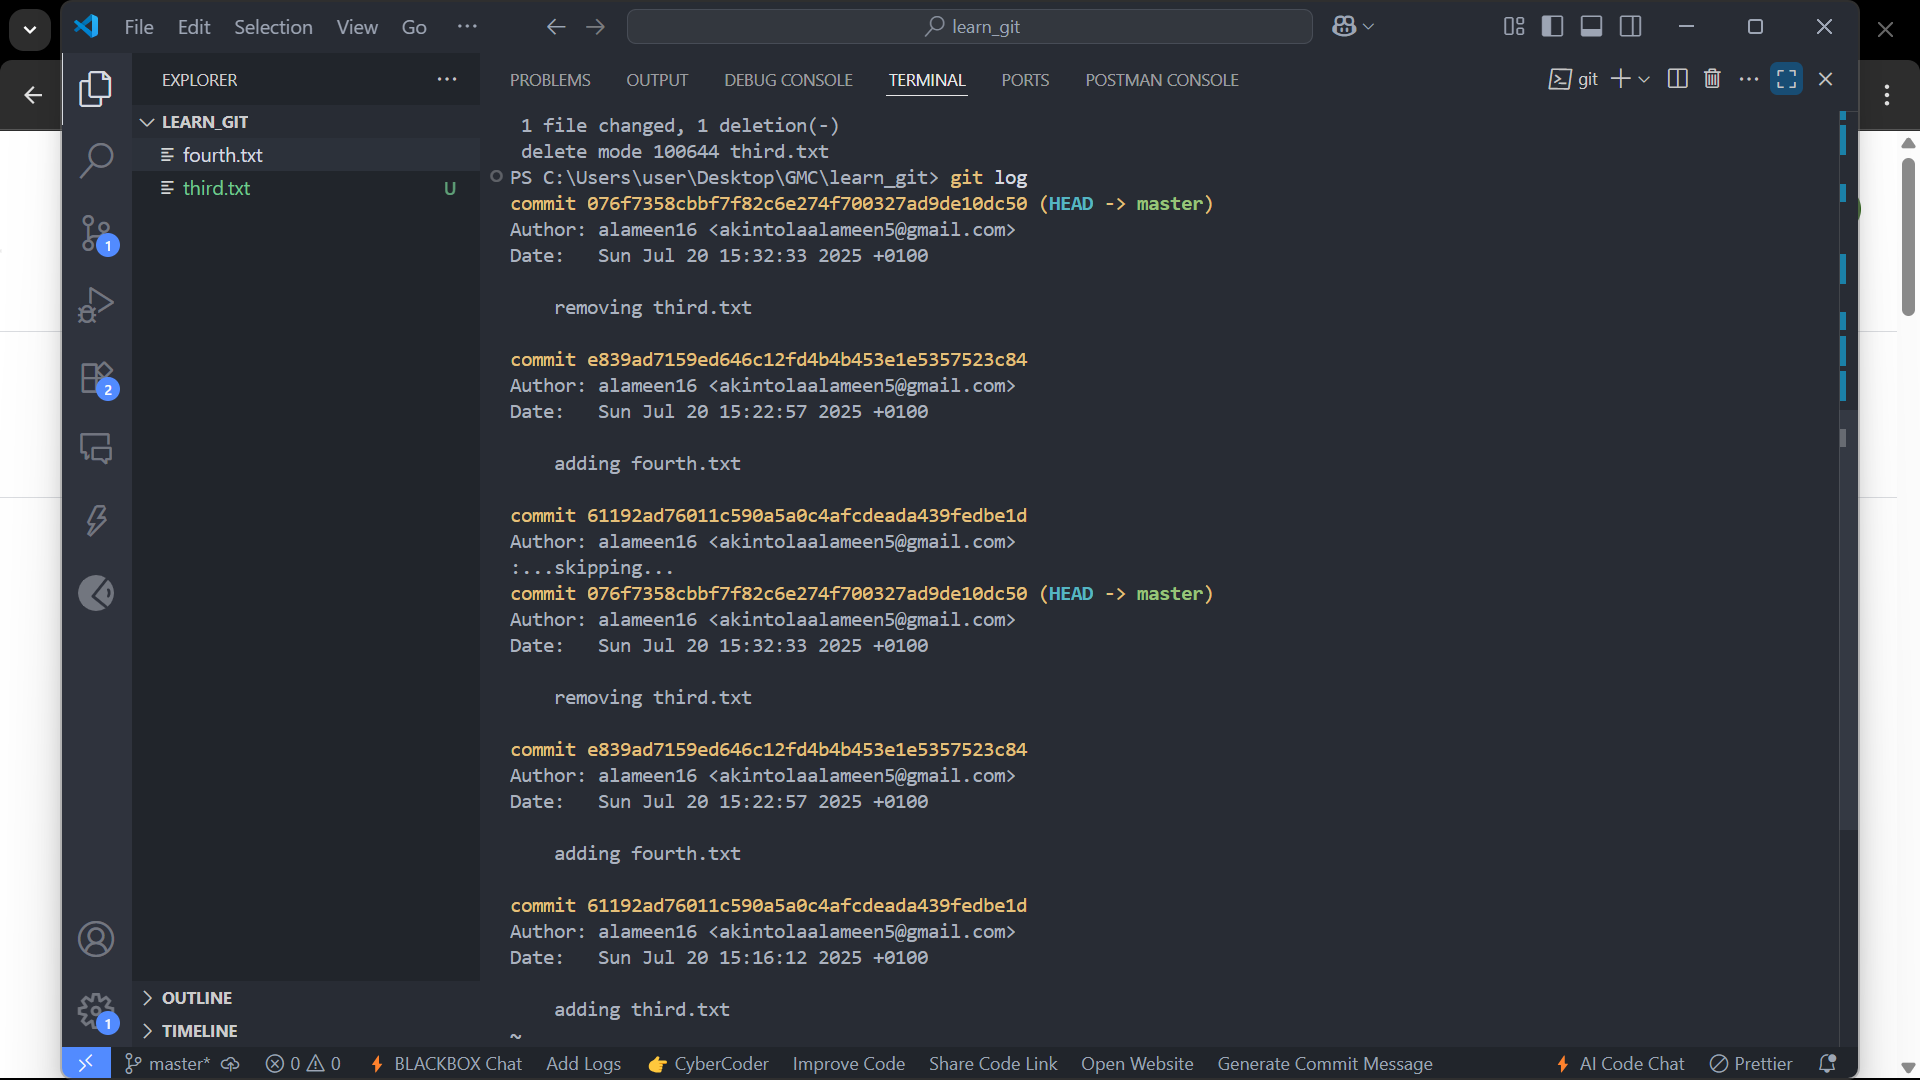 File Edit Selection View Go ···
learn_git
EXPLORER ···
PROBLEMS OUTPUT DEBUG CONSOLE TERMINAL PORTS POSTMAN CONSOLE
git
LEARN_GIT
fourth.txt
third.txt U
1
2
1
1 file changed, 1 deletion(-)
delete mode 100644 third.txt
PS C:\Users\user\Desktop\GMC\learn_git> git log
commit 076f7358cbbf7f82c6e274f700327ad9de10dc50 (HEAD -> master)
Author: alameen16 <akintolaalameen5@gmail.com>
Date:   Sun Jul 20 15:32:33 2025 +0100
removing third.txt
commit e839ad7159ed646c12fd4b4b453e1e5357523c84
Author: alameen16 <akintolaalameen5@gmail.com>
Date:   Sun Jul 20 15:22:57 2025 +0100
adding fourth.txt
commit 61192ad76011c590a5a0c4afcdeada439fedbe1d
Author: alameen16 <akintolaalameen5@gmail.com>
:...skipping...
commit 076f7358cbbf7f82c6e274f700327ad9de10dc50 (HEAD -> master)
Author: alameen16 <akintolaalameen5@gmail.com>
Date:   Sun Jul 20 15:32:33 2025 +0100
removing third.txt
commit e839ad7159ed646c12fd4b4b453e1e5357523c84
Author: alameen16 <akintolaalameen5@gmail.com>
Date:   Sun Jul 20 15:22:57 2025 +0100
adding fourth.txt
commit 61192ad76011c590a5a0c4afcdeada439fedbe1d
Author: alameen16 <akintolaalameen5@gmail.com>
Date:   Sun Jul 20 15:16:12 2025 +0100
adding third.txt
~
OUTLINE
TIMELINE
master* 0 0 BLACKBOX Chat Add Logs 👉 CyberCoder Improve Code Share Code Link Open Website Generate Commit Message AI Code Chat Prettier